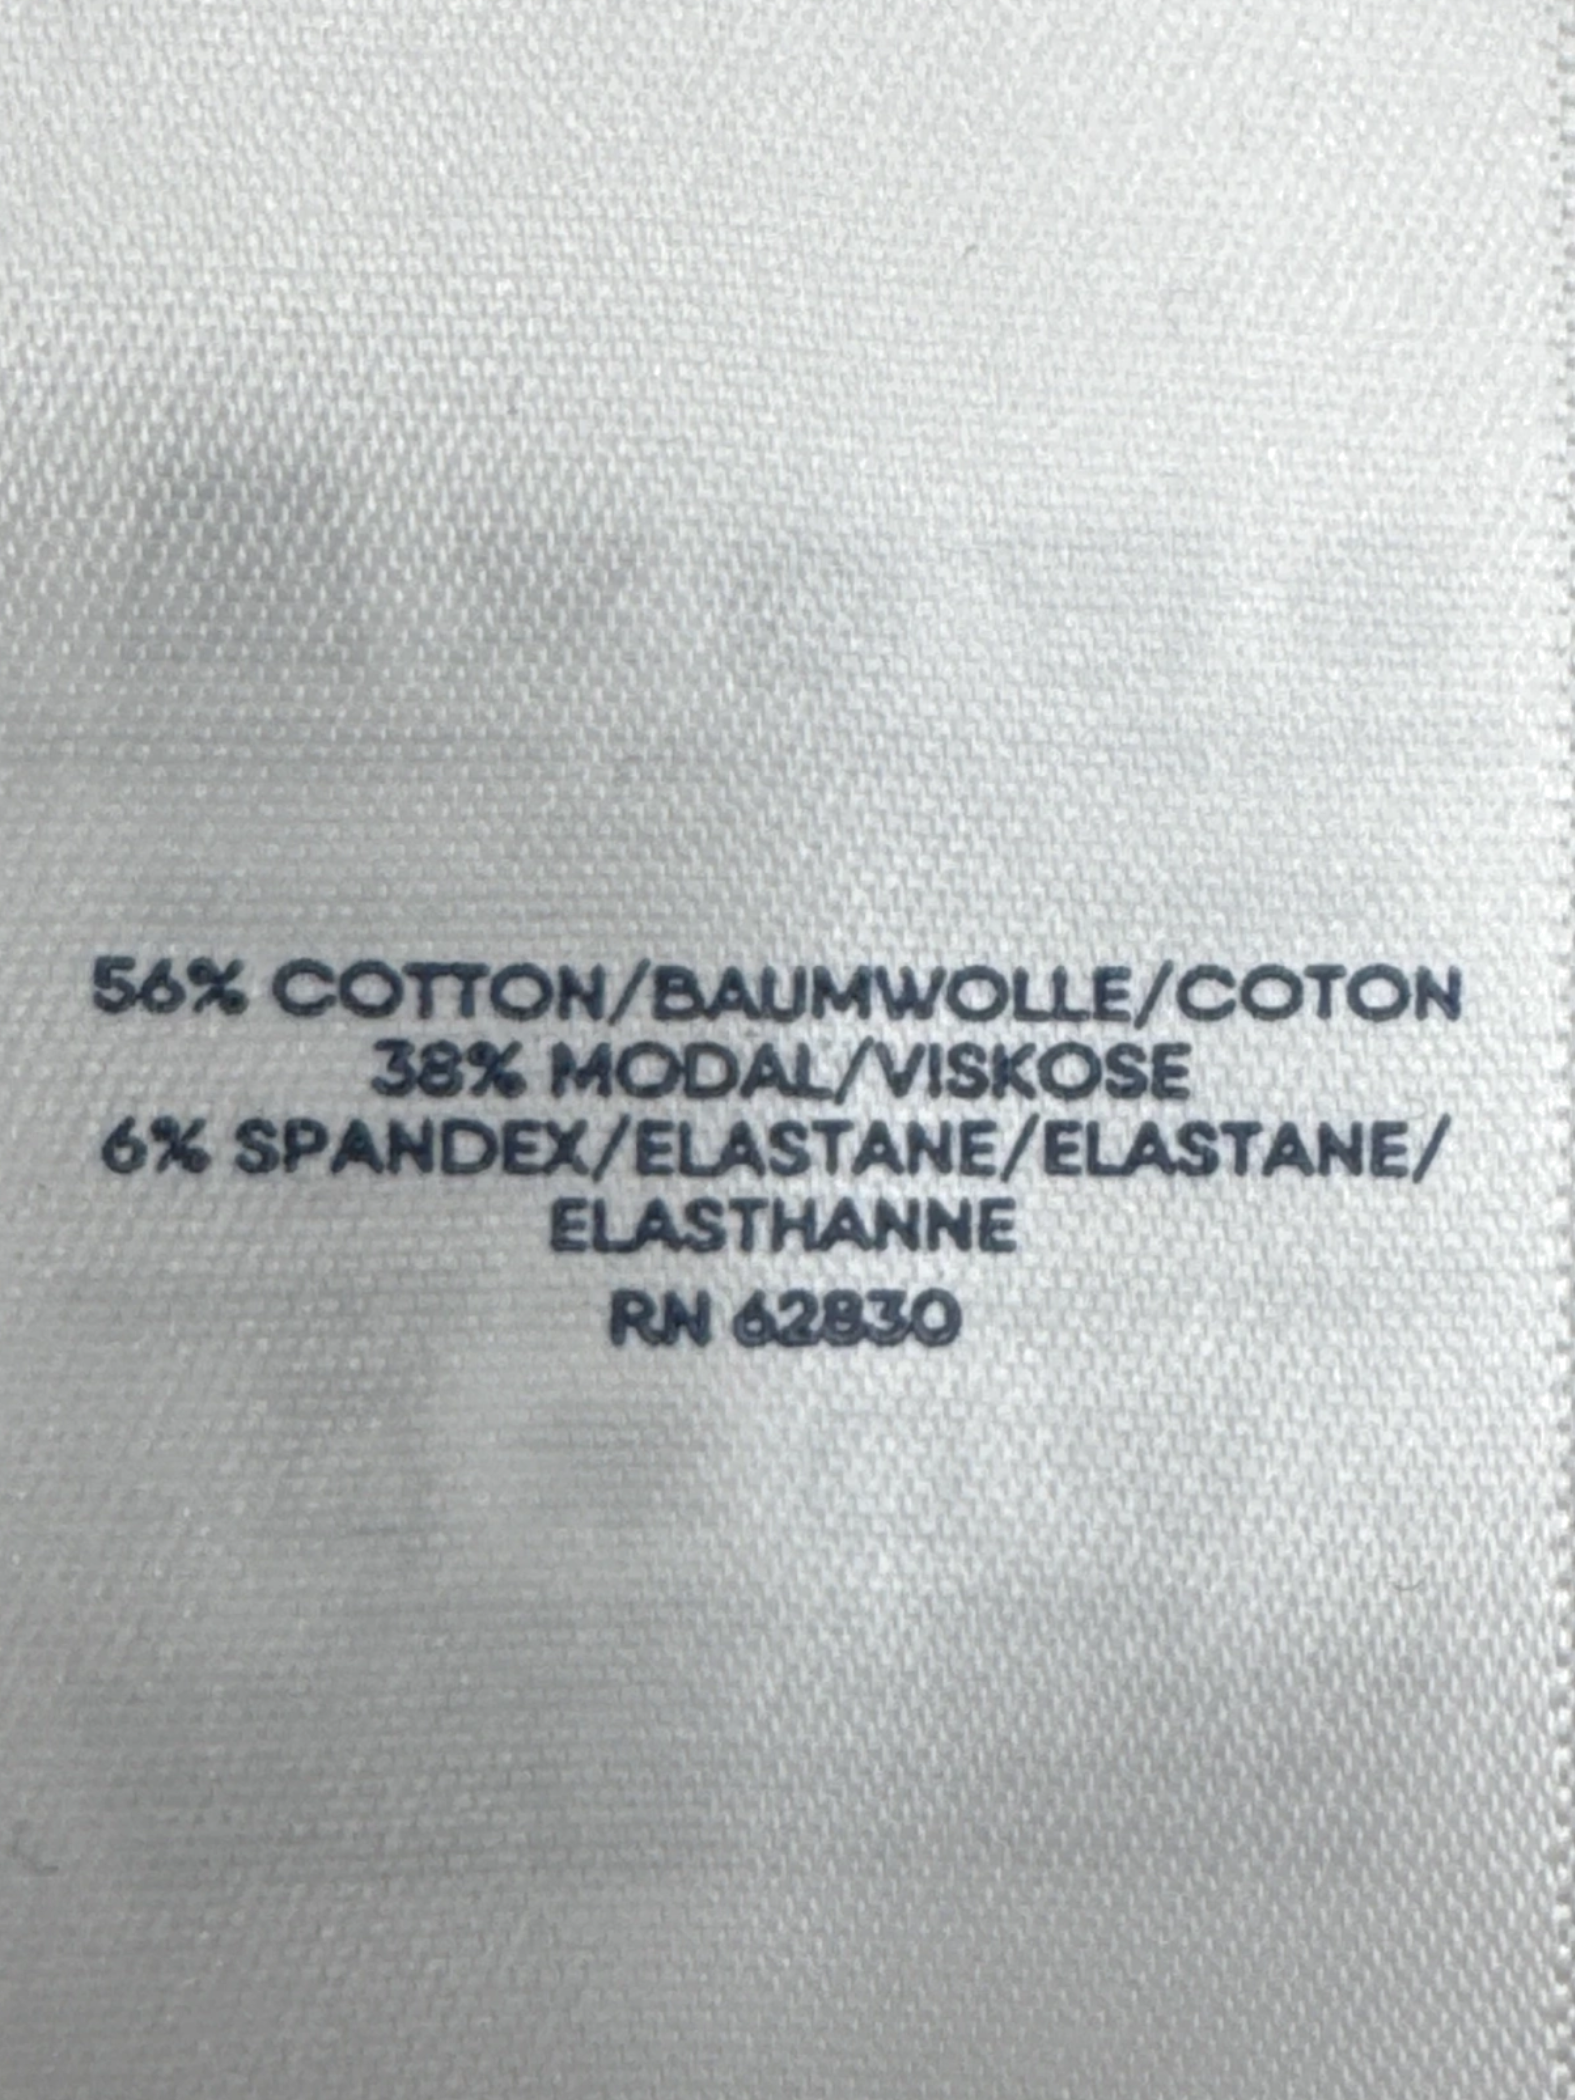 56% COTTON/BAUMWOLLE/COTON
38% MODAL/VISKOSE
6% SPANDEX/ELASTANE/ELASTANE/
ELASTHANNE
RN 62830